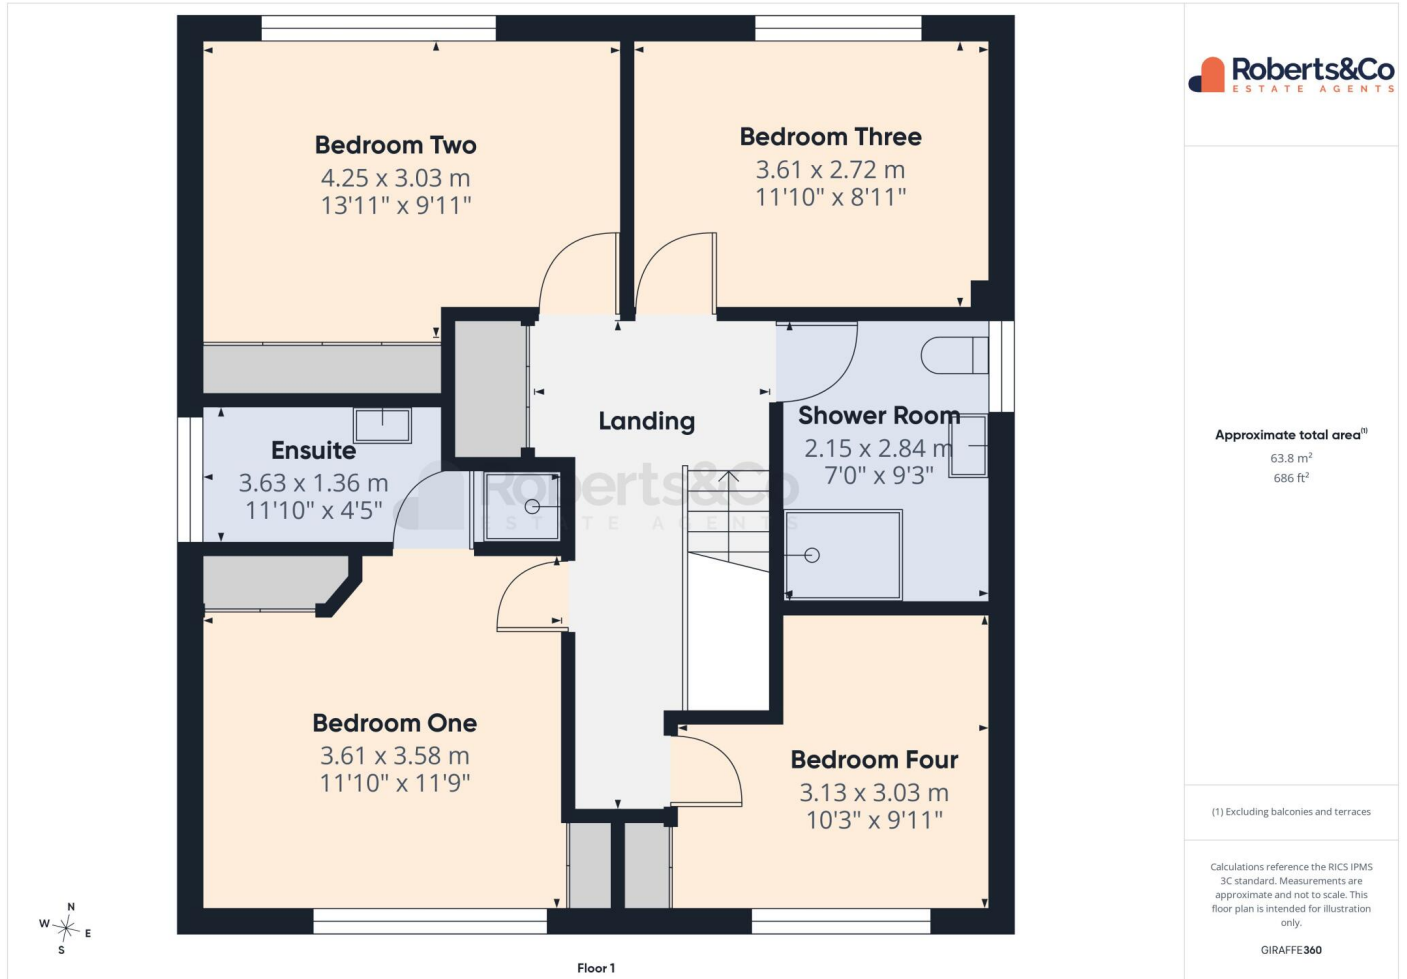 Bedroom Two
4.25 x 3.03 m
13'11" x 9'11"
Bedroom Three
3.61 x 2.72 m
11'10" x 8'11"
Landing
Shower Room
2.15 x 2.84 m
7'0" x 9'3"
Ensuite
3.63 x 1.36 m
11'10" x 4'5"
Roberts&Co
ESTATE AGENTS
Bedroom One
3.61 x 3.58 m
11'10" x 11'9"
Bedroom Four
3.13 x 3.03 m
10'3" x 9'11"
N
W
E
S
Floor 1
Roberts&Co
ESTATE AGENTS
Approximate total area(1)
63.8 m²
686 ft²
(1) Excluding balconies and terraces
Calculations reference the RICS IPMS
3C standard. Measurements are
approximate and not to scale. This
floor plan is intended for illustration
only.
GIRAFFE360